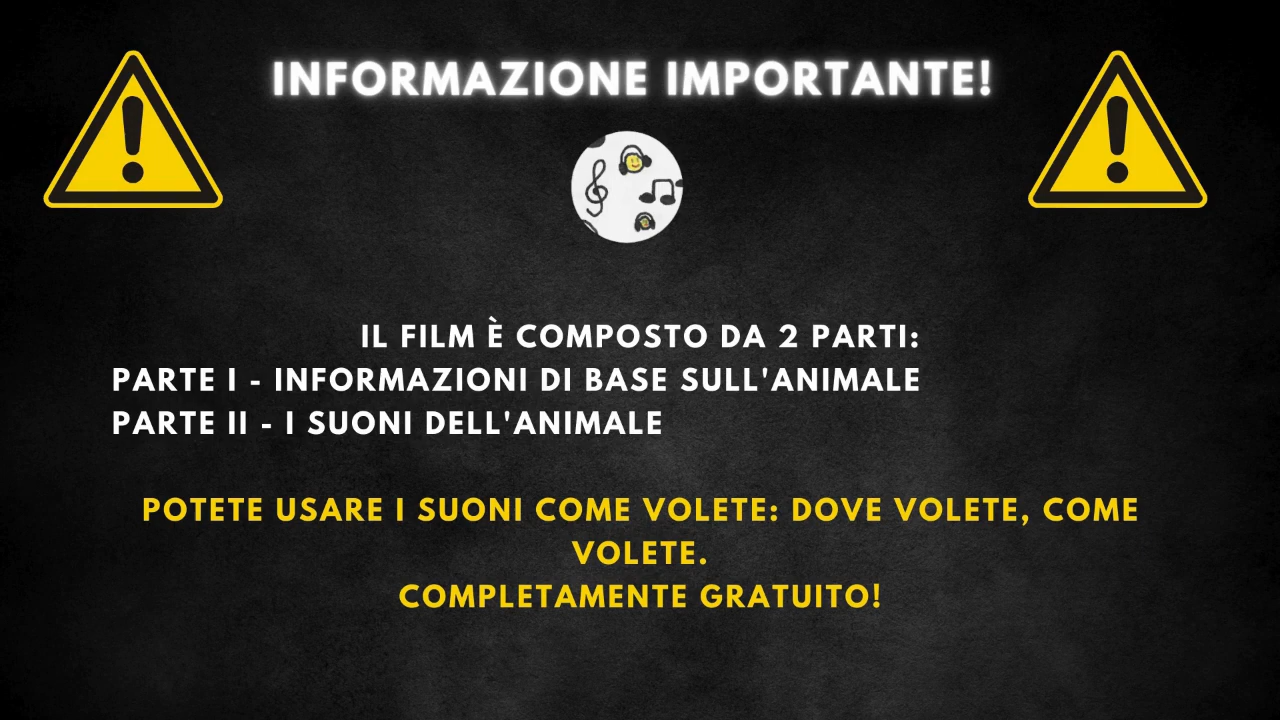 INFORMAZIONE IMPORTANTE!
IL FILM È COMPOSTO DA 2 PARTI:
PARTE I - INFORMAZIONI DI BASE SULL'ANIMALE
PARTE II - I SUONI DELL'ANIMALE
POTETE USARE I SUONI COME VOLETE: DOVE VOLETE, COME
VOLETE.
COMPLETAMENTE GRATUITO!